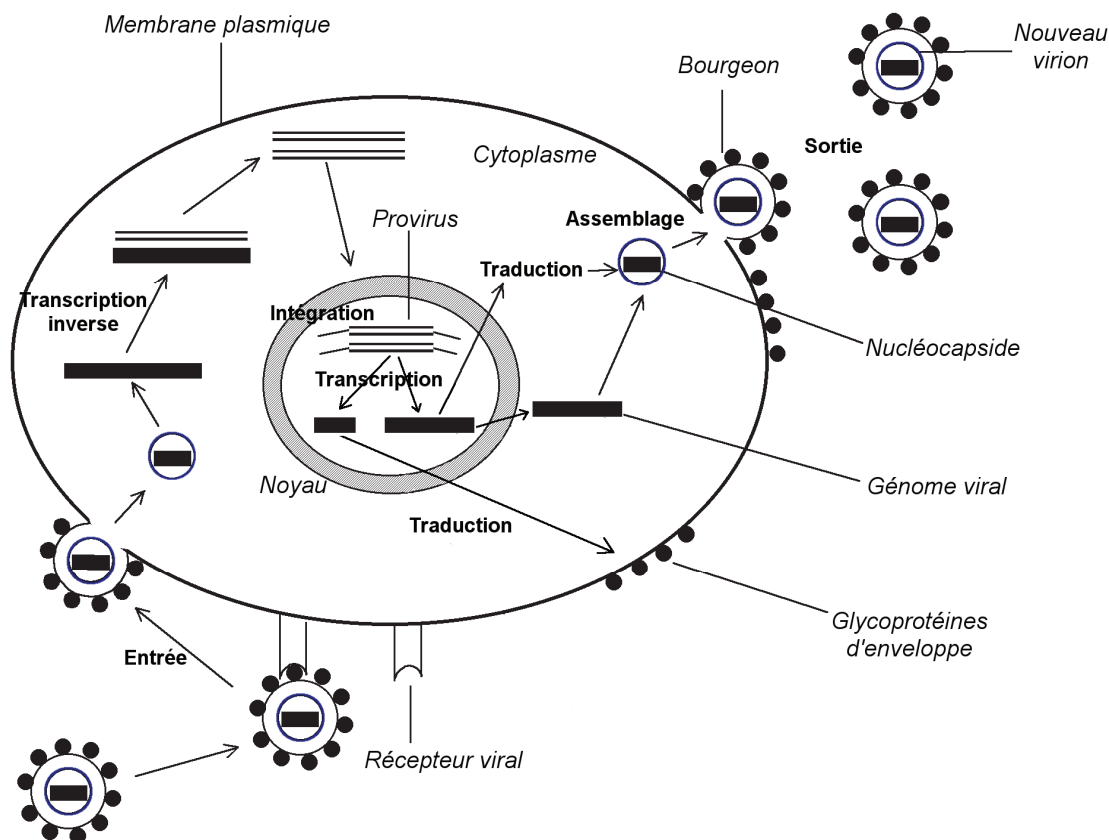 Membrane plasmique
Nouveau
virion
Bourgeon
Sortie
Cytoplasme
Provirus
Assemblage
Traduction
Transcription
inverse
Intégration
Nucléocapside
Transcription
Noyau
Génome viral
Traduction
Glycoprotéines
d'enveloppe
Entrée
Récepteur viral